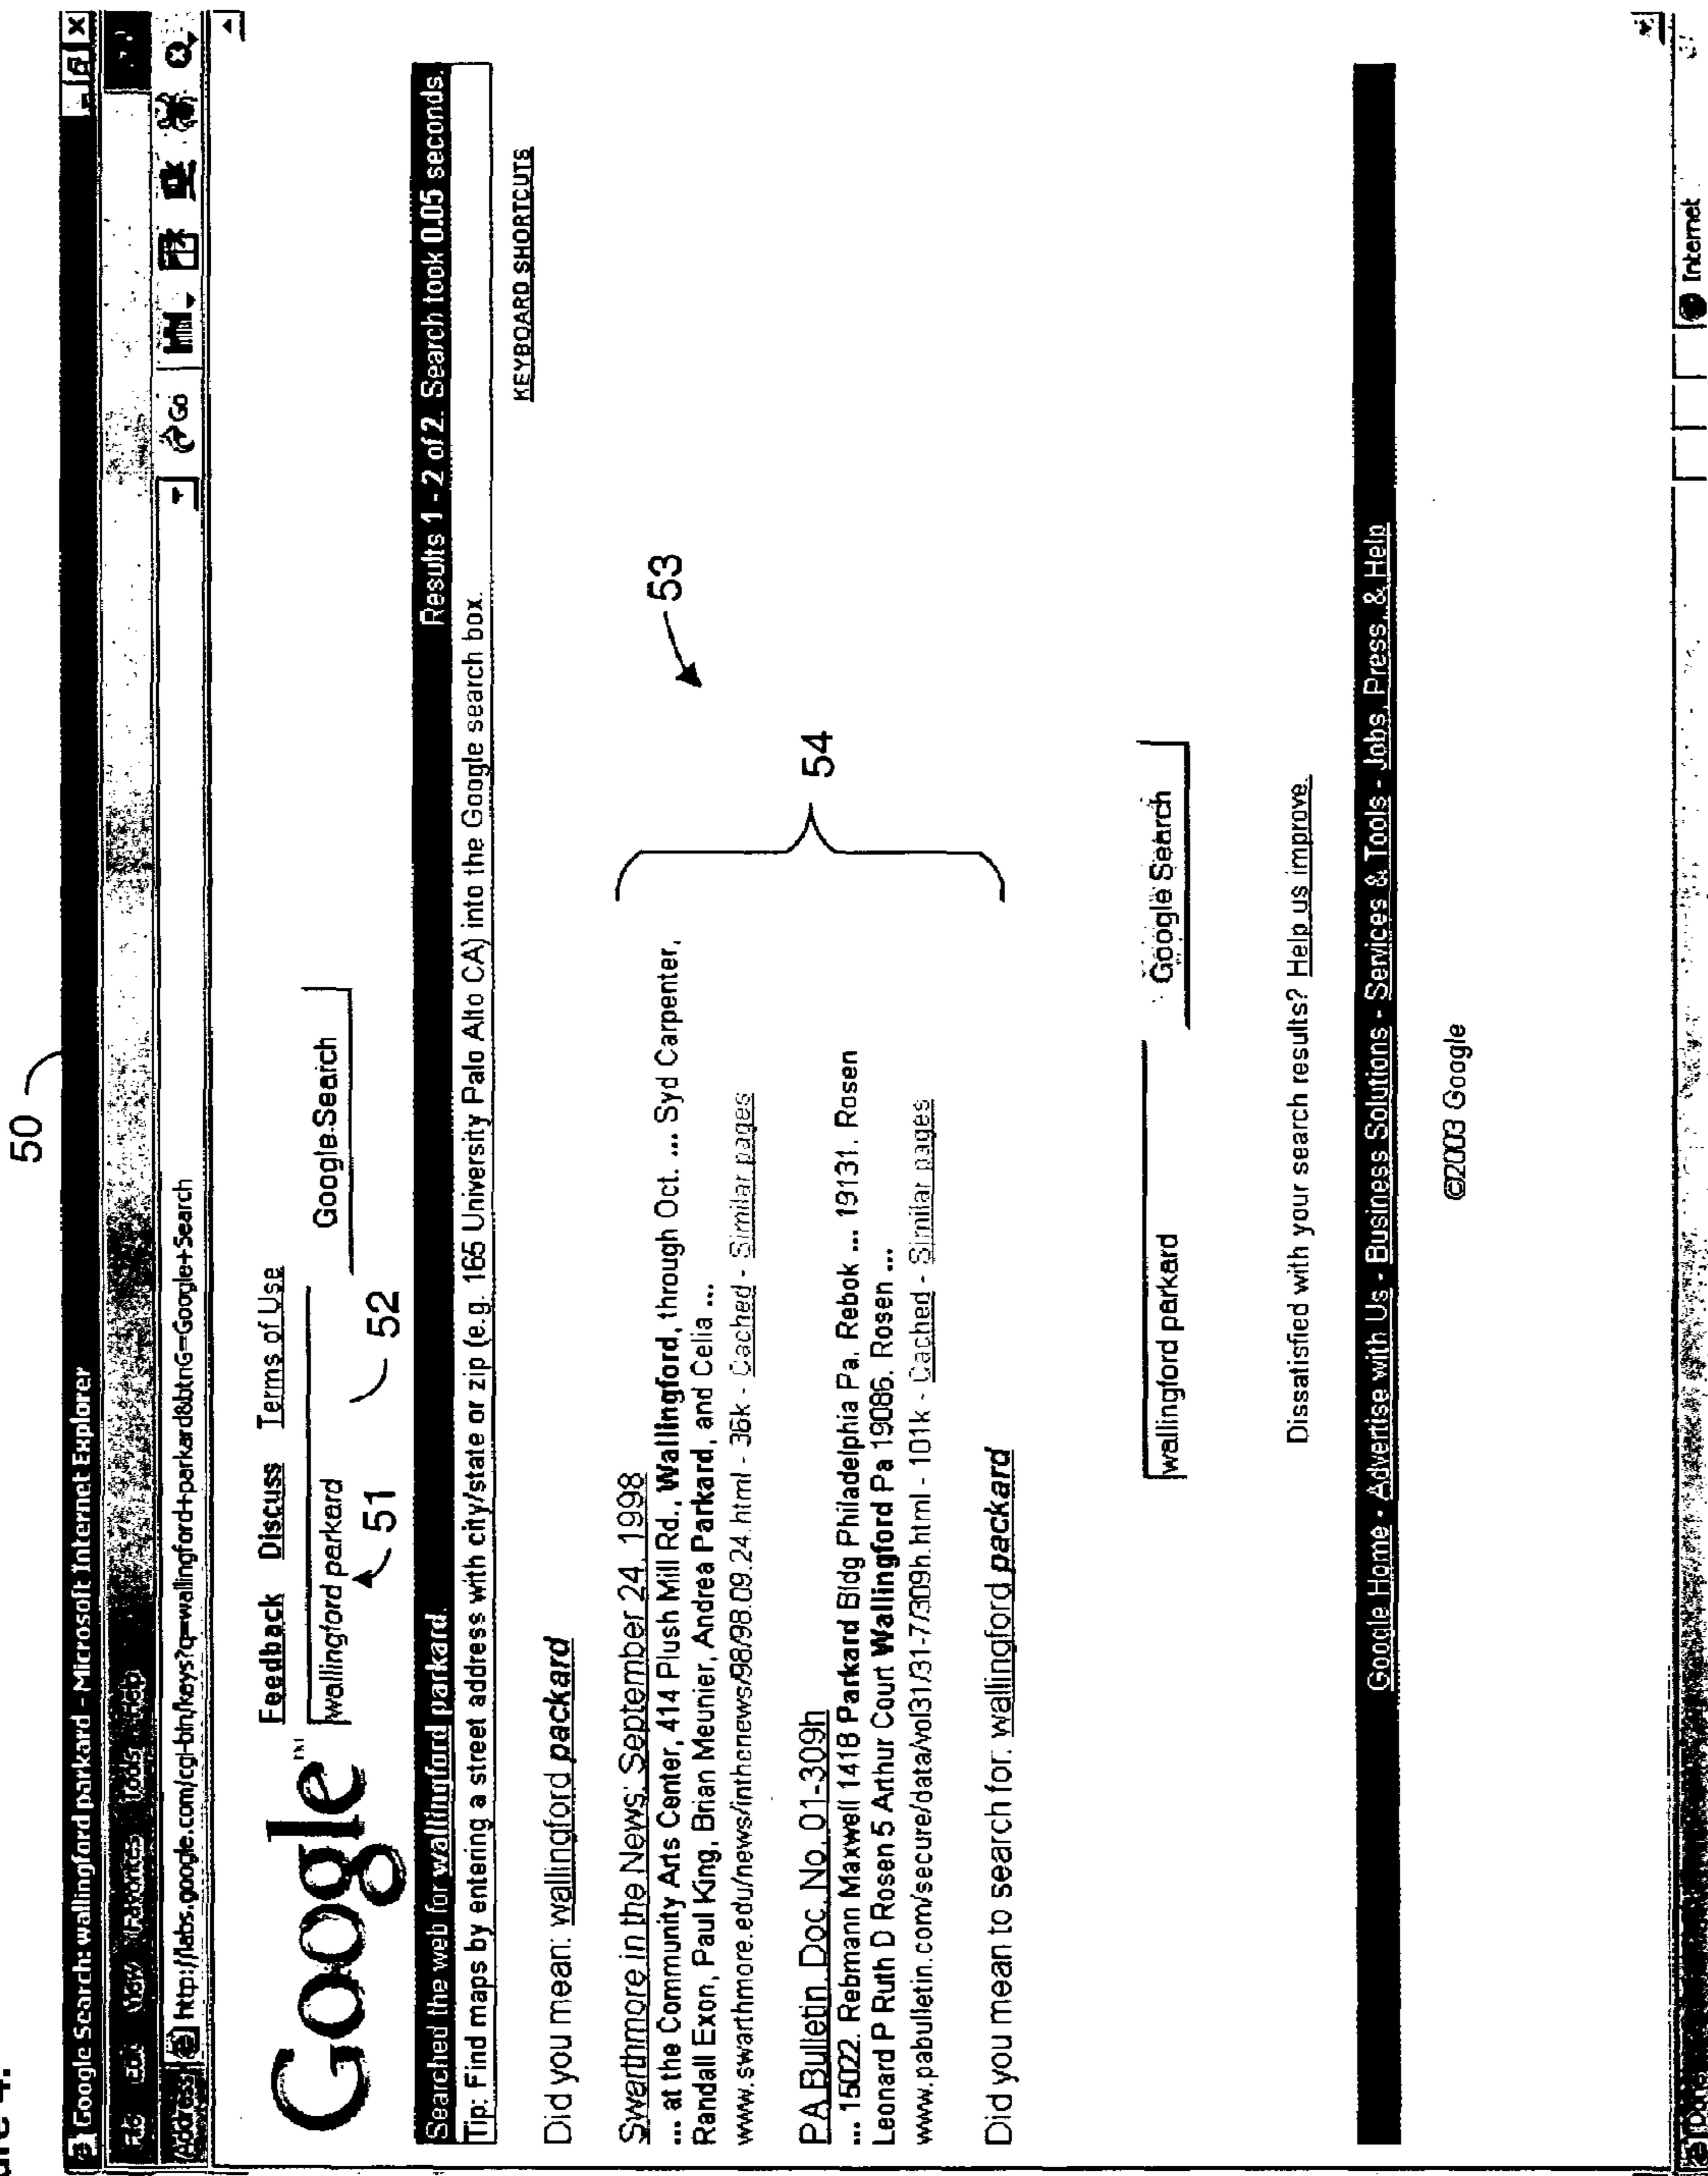 50
Google Search: wallingford parkard - Microsoft Internet Explorer
File Edit View Favorites Tools Help
Address http://labs.google.com/cgi-bin/keys?q=wallingford+parkard&btnG=Google+Search Go
Google™
Feedback Discuss Terms of Use
wallingford parkard Google Search
51
52
Searched the web for wallingford parkard. Results 1 - 2 of 2. Search took 0.05 seconds.
Tip: Find maps by entering a street address with city/state or zip (e.g. 165 University Palo Alto CA) into the Google search box.
KEYBOARD SHORTCUTS
Did you mean: wallingford packard
53
Swarthmore in the News: September 24, 1998
... at the Community Arts Center, 414 Plush Mill Rd., Wallingford, through Oct. ... Syd Carpenter,
Randall Exon, Paul King, Brian Meunier, Andrea Parkard, and Celia ...
www.swarthmore.edu/news/inthenews/98/98.09.24.html - 36k - Cached - Similar pages
54
PA Bulletin, Doc. No. 01-309h
... 15022. Rebmann Maxwell 1418 Parkard Bldg Philadelphia Pa. Rebok ... 19131. Rosen
Leonard P Ruth D Rosen 5 Arthur Court Wallingford Pa 19086. Rosen ...
www.pabulletin.com/secure/data/vol31/31-7/309h.html - 101k - Cached - Similar pages
Did you mean to search for: wallingford packard
wallingford parkard Google Search
Dissatisfied with your search results? Help us improve.
Google Home - Advertise with Us - Business Solutions - Services & Tools - Jobs, Press, & Help
©2003 Google
Internet